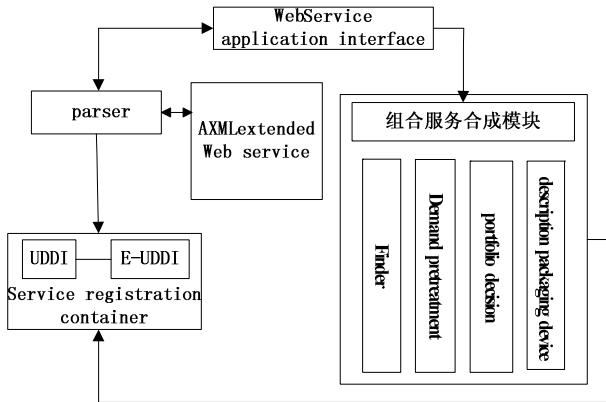 WebService
application interface
parser
AXMLextended
Web service
组合服务合成模块
Finder
Demand pretreatment
portfolio decision
description packaging device
UDDI
E-UDDI
Service registration
container